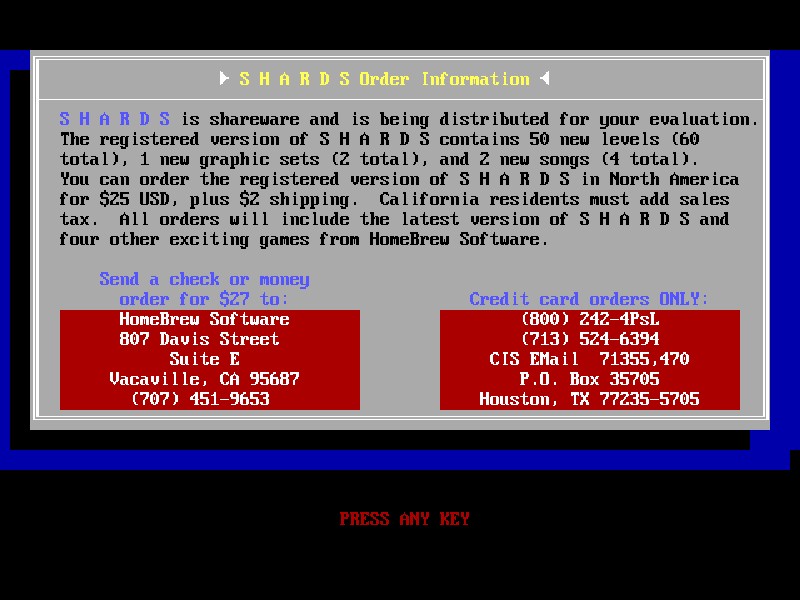 S H A R D S Order Information
S H A R D S is shareware and is being distributed for your evaluation.
The registered version of S H A R D S contains 50 new levels (60
total), 1 new graphic sets (2 total), and 2 new songs (4 total).
You can order the registered version of S H A R D S in North America
for $25 USD, plus $2 shipping.  California residents must add sales
tax.  All orders will include the latest version of S H A R D S and
four other exciting games from HomeBrew Software.
Send a check or money
order for $27 to:
HomeBrew Software
807 Davis Street
Suite E
Vacaville, CA 95687
(707) 451-9653
Credit card orders ONLY:
(800) 242-4PsL
(713) 524-6394
CIS EMail  71355,470
P.O. Box 35705
Houston, TX 77235-5705
PRESS ANY KEY